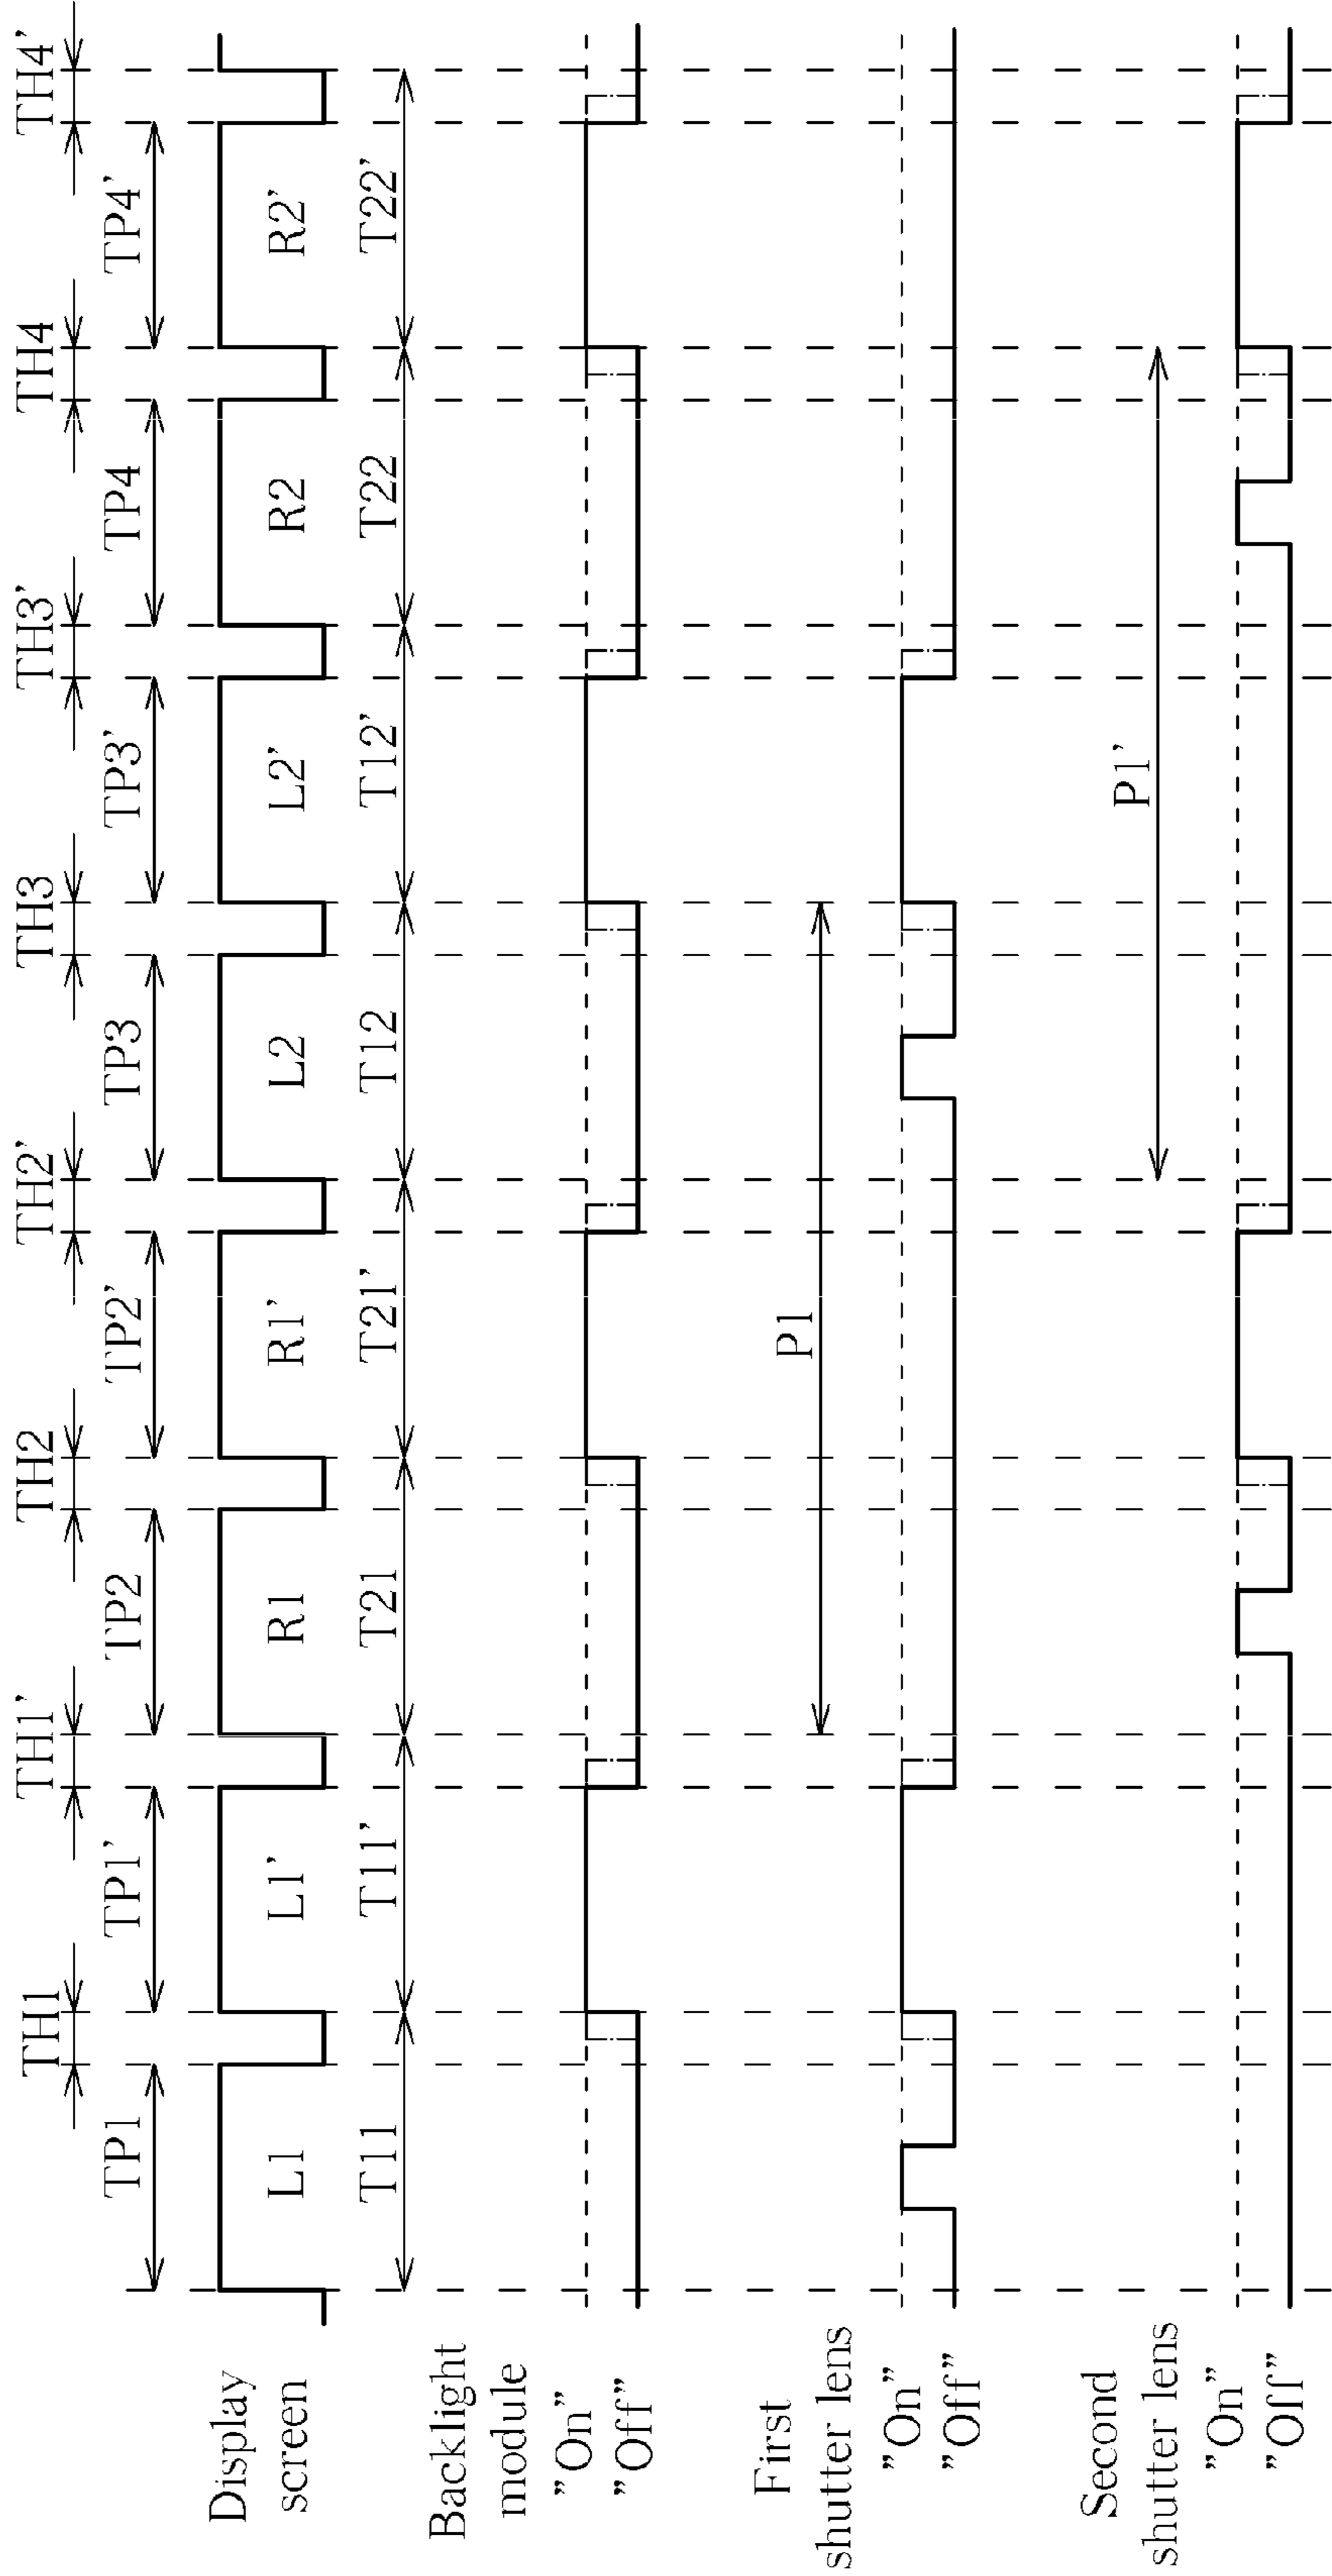 TH1 TH1' TH2 TH2' TH3 TH3' TH4 TH4'
TP1 TP1' TP2 TP2' TP3 TP3' TP4 TP4'
Display
screen
L1 L1' R1 R1' L2 L2' R2 R2'
T11 T11' T21 T21' T12 T12' T22 T22'
Backlight
module
"On"
"Off"
First
shutter lens
P1
"On"
"Off"
Second
shutter lens
P1'
"On"
"Off"